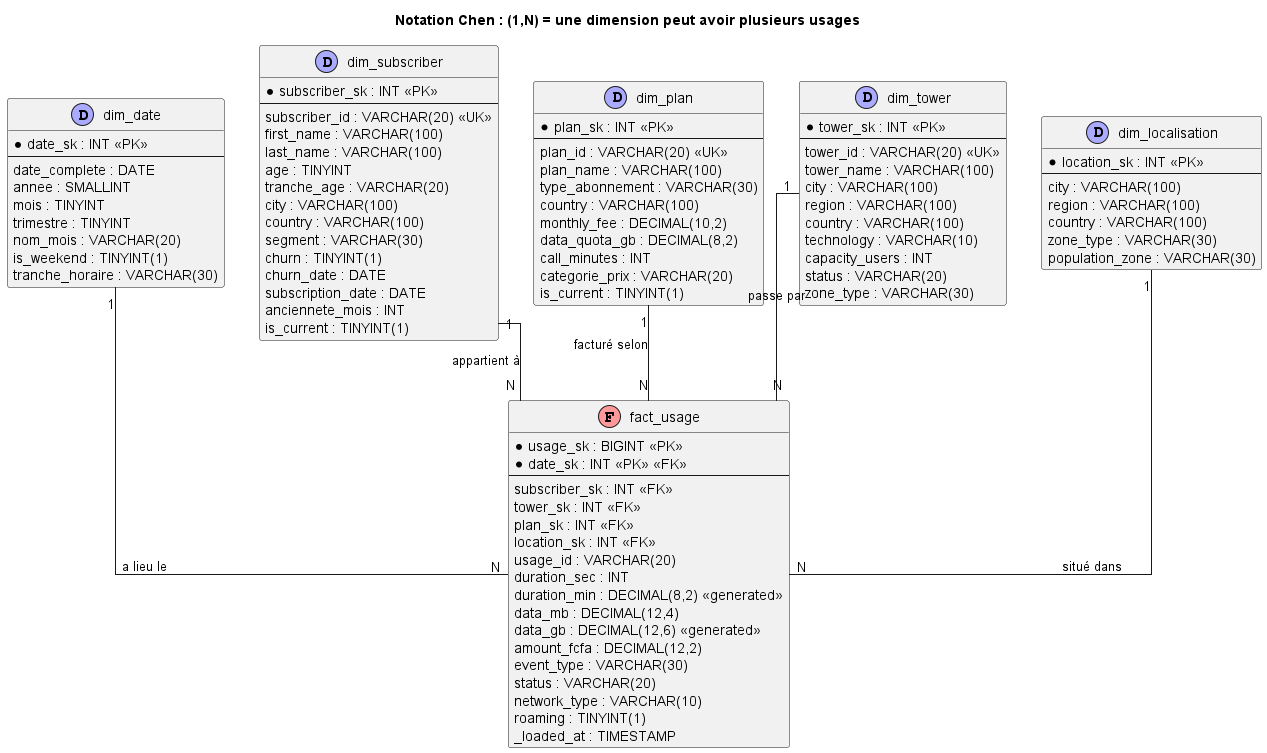 Notation Chen : (1,N) = une dimension peut avoir plusieurs usages
D dim_date
* date_sk : INT «PK»
date_complete : DATE
annee : SMALLINT
mois : TINYINT
trimestre : TINYINT
nom_mois : VARCHAR(20)
is_weekend : TINYINT(1)
tranche_horaire : VARCHAR(30)
D dim_subscriber
* subscriber_sk : INT «PK»
subscriber_id : VARCHAR(20) «UK»
first_name : VARCHAR(100)
last_name : VARCHAR(100)
age : TINYINT
tranche_age : VARCHAR(20)
city : VARCHAR(100)
country : VARCHAR(100)
segment : VARCHAR(30)
churn : TINYINT(1)
churn_date : DATE
subscription_date : DATE
anciennete_mois : INT
is_current : TINYINT(1)
D dim_plan
* plan_sk : INT «PK»
plan_id : VARCHAR(20) «UK»
plan_name : VARCHAR(100)
type_abonnement : VARCHAR(30)
country : VARCHAR(100)
monthly_fee : DECIMAL(10,2)
data_quota_gb : DECIMAL(8,2)
call_minutes : INT
categorie_prix : VARCHAR(20)
is_current : TINYINT(1)
D dim_tower
* tower_sk : INT «PK»
tower_id : VARCHAR(20) «UK»
tower_name : VARCHAR(100)
city : VARCHAR(100)
region : VARCHAR(100)
country : VARCHAR(100)
technology : VARCHAR(10)
capacity_users : INT
status : VARCHAR(20)
zone_type : VARCHAR(30)
D dim_localisation
* location_sk : INT «PK»
city : VARCHAR(100)
region : VARCHAR(100)
country : VARCHAR(100)
zone_type : VARCHAR(30)
population_zone : VARCHAR(30)
1
1
1
1
1
passe par
appartient à
facturé selon
N
N
N
a lieu le
N
N
situé dans
F fact_usage
* usage_sk : BIGINT «PK»
* date_sk : INT «PK» «FK»
subscriber_sk : INT «FK»
tower_sk : INT «FK»
plan_sk : INT «FK»
location_sk : INT «FK»
usage_id : VARCHAR(20)
duration_sec : INT
duration_min : DECIMAL(8,2) «generated»
data_mb : DECIMAL(12,4)
data_gb : DECIMAL(12,6) «generated»
amount_fcfa : DECIMAL(12,2)
event_type : VARCHAR(30)
status : VARCHAR(20)
network_type : VARCHAR(10)
roaming : TINYINT(1)
_loaded_at : TIMESTAMP